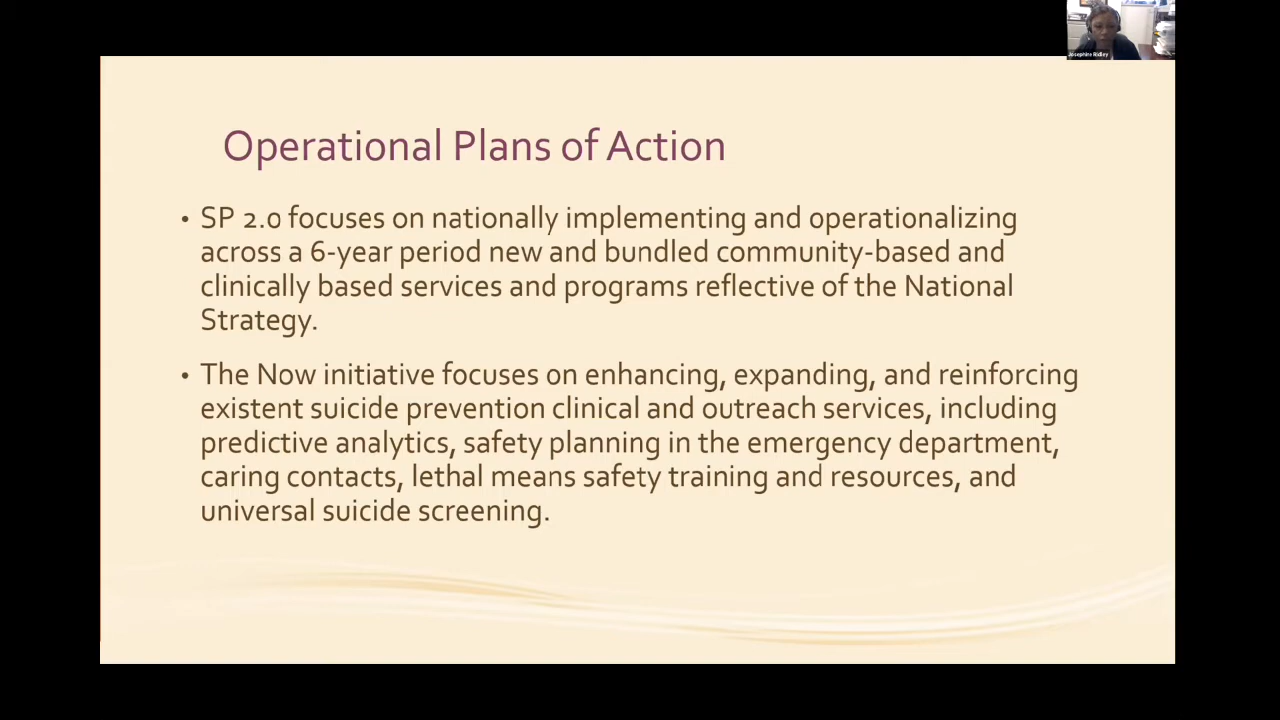 Josephine Ridley
Operational Plans of Action
• SP 2.0 focuses on nationally implementing and operationalizing
across a 6-year period new and bundled community-based and
clinically based services and programs reflective of the National
Strategy.
• The Now initiative focuses on enhancing, expanding, and reinforcing
existent suicide prevention clinical and outreach services, including
predictive analytics, safety planning in the emergency department,
caring contacts, lethal means safety training and resources, and
universal suicide screening.